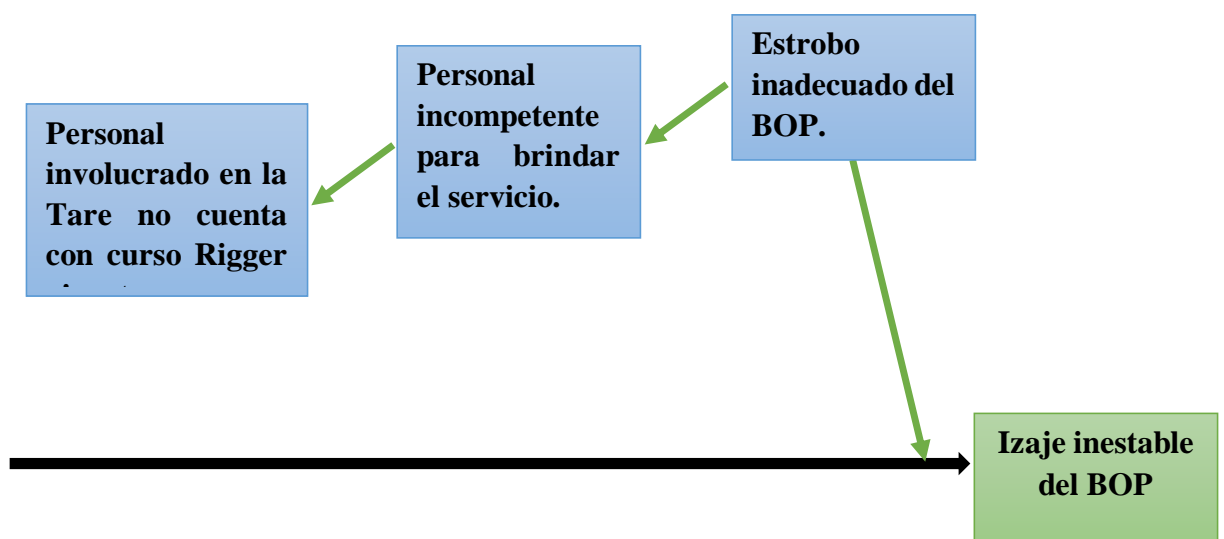 Personal
involucrado en la
Tare no cuenta
con curso Rigger
Personal
incompetente
para brindar
el servicio.
Estrobo
inadecuado del
BOP.
Izaje inestable
del BOP